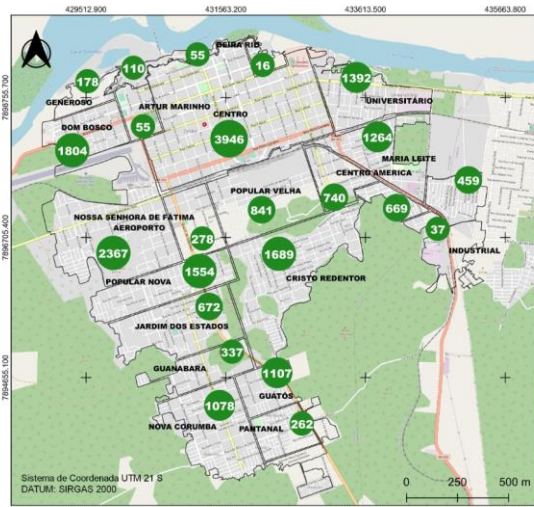 429512.900 431563.200 433613.500 435663.800
7898755.700
7896705.400
7894655.100
BEIRA RIO
55
16
110
178
1392
GENEROSO
ARTUR MARINHO
UNIVERSITÁRIO
CENTRO
DOM BOSCO
55
3946
1264
1804
MARIA LEITE
CENTRO AMERICA
459
POPULAR VELHA
740
841
669
NOSSA SENHORA DE FÁTIMA
AEROPORTO
278
37
2367
1689
INDUSTRIAL
1554
CRISTO REDENTOR
POPULAR NOVA
672
JARDIM DOS ESTADOS
337
GUANABARA
1107
GUATÓS
1078
NOVA CORUMBA
PANTANAL
262
Sistema de Coordenada UTM 21 S
DATUM: SIRGAS 2000
0 250 500 m